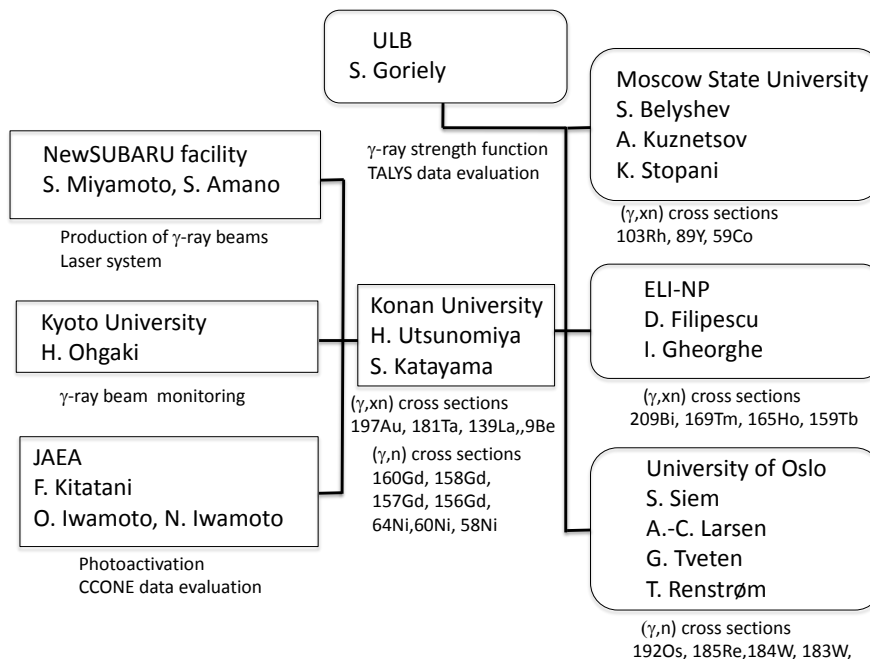 ULB
S. Goriely
γ-ray strength function
TALYS data evaluation
NewSUBARU facility
S. Miyamoto, S. Amano
Production of γ-ray beams
Laser system
Kyoto University
H. Ohgaki
γ-ray beam monitoring
JAEA
F. Kitatani
O. Iwamoto, N. Iwamoto
Photoactivation
CCONE data evaluation
Konan University
H. Utsunomiya
S. Katayama
(γ,xn) cross sections
197Au, 181Ta, 139La,,9Be
(γ,n) cross sections
160Gd, 158Gd,
157Gd, 156Gd,
64Ni,60Ni, 58Ni
Moscow State University
S. Belyshev
A. Kuznetsov
K. Stopani
(γ,xn) cross sections
103Rh, 89Y, 59Co
ELI-NP
D. Filipescu
I. Gheorghe
(γ,xn) cross sections
209Bi, 169Tm, 165Ho, 159Tb
University of Oslo
S. Siem
A.-C. Larsen
G. Tveten
T. Renstrøm
(γ,n) cross sections
192Os, 185Re,184W, 183W,